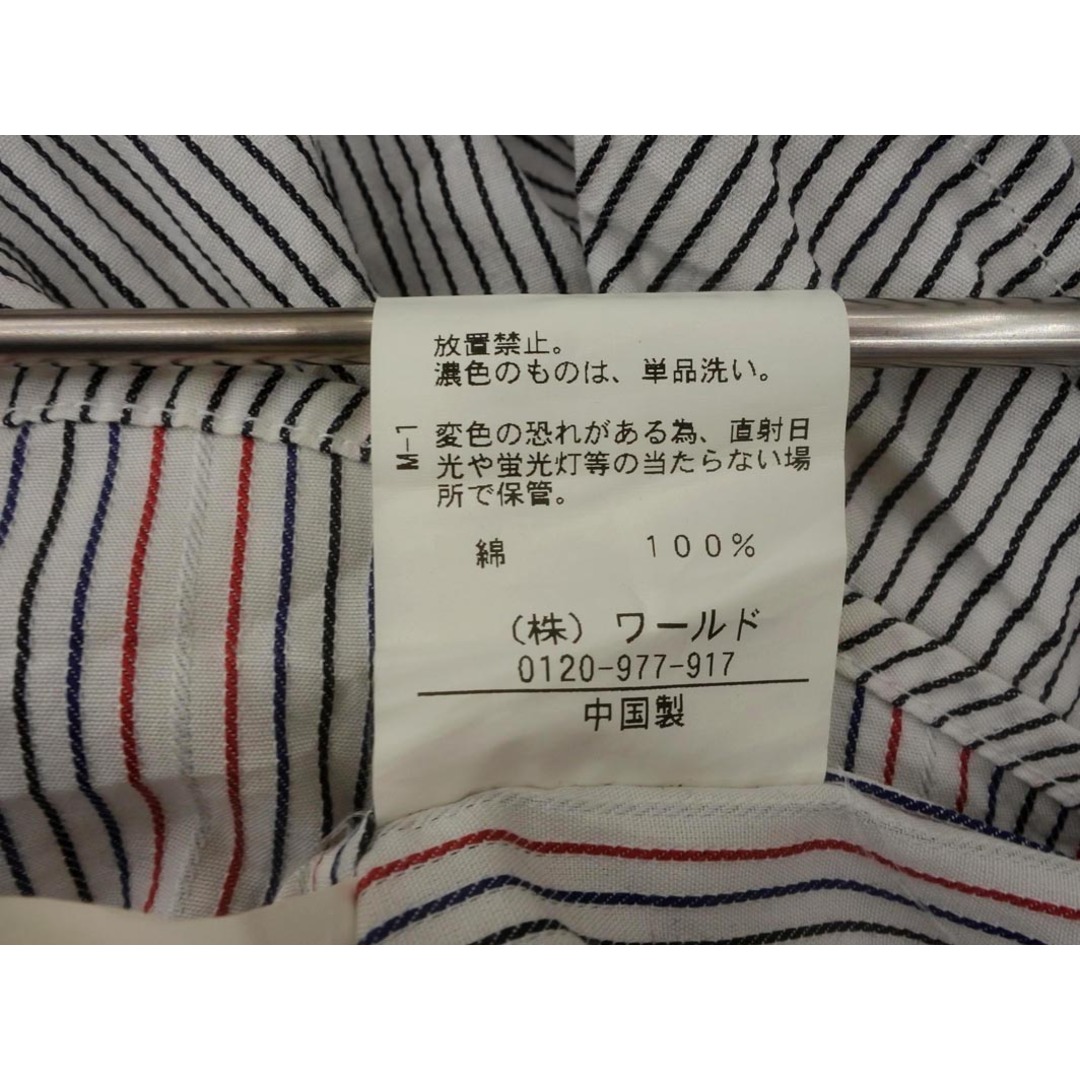 放置禁止。
濃色のものは、単品洗い。
M-1
変色の恐れがある為、直射日
光や蛍光灯等の当たらない場
所で保管。
綿 100%
(株) ワールド
0120-977-917
中国製